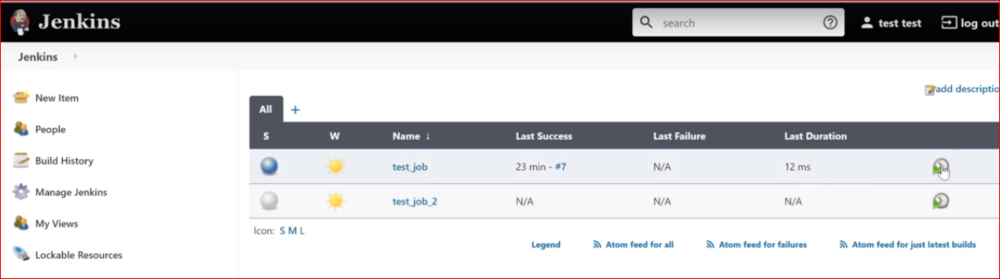 Jenkins
search
test test
log out
Jenkins
New Item
People
Build History
Manage Jenkins
My Views
Lockable Resources
add descriptio
All +
S W Name ↓ Last Success Last Failure Last Duration
test_job 23 min - #7 N/A 12 ms
test_job_2 N/A N/A N/A
Icon: S M L
Legend Atom feed for all Atom feed for failures Atom feed for just latest builds